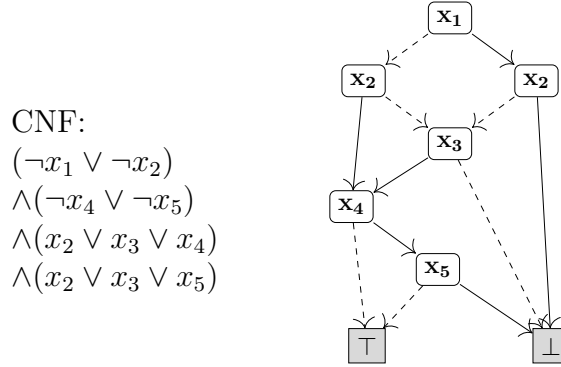 CNF:
(¬x₁ ∨ ¬x₂)
∧(¬x₄ ∨ ¬x₅)
∧(x₂ ∨ x₃ ∨ x₄)
∧(x₂ ∨ x₃ ∨ x₅)
x₁
x₂ x₂
x₃
x₄
x₅
⊤ ⊥